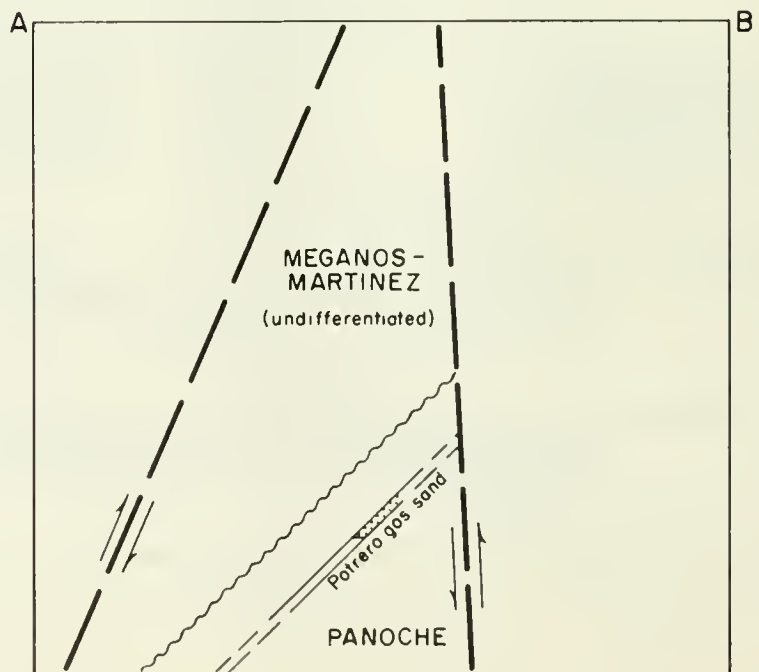 A
B
MEGANOS-
MARTINEZ
(undifferentiated)
Potrero gas sand
PANOCHE